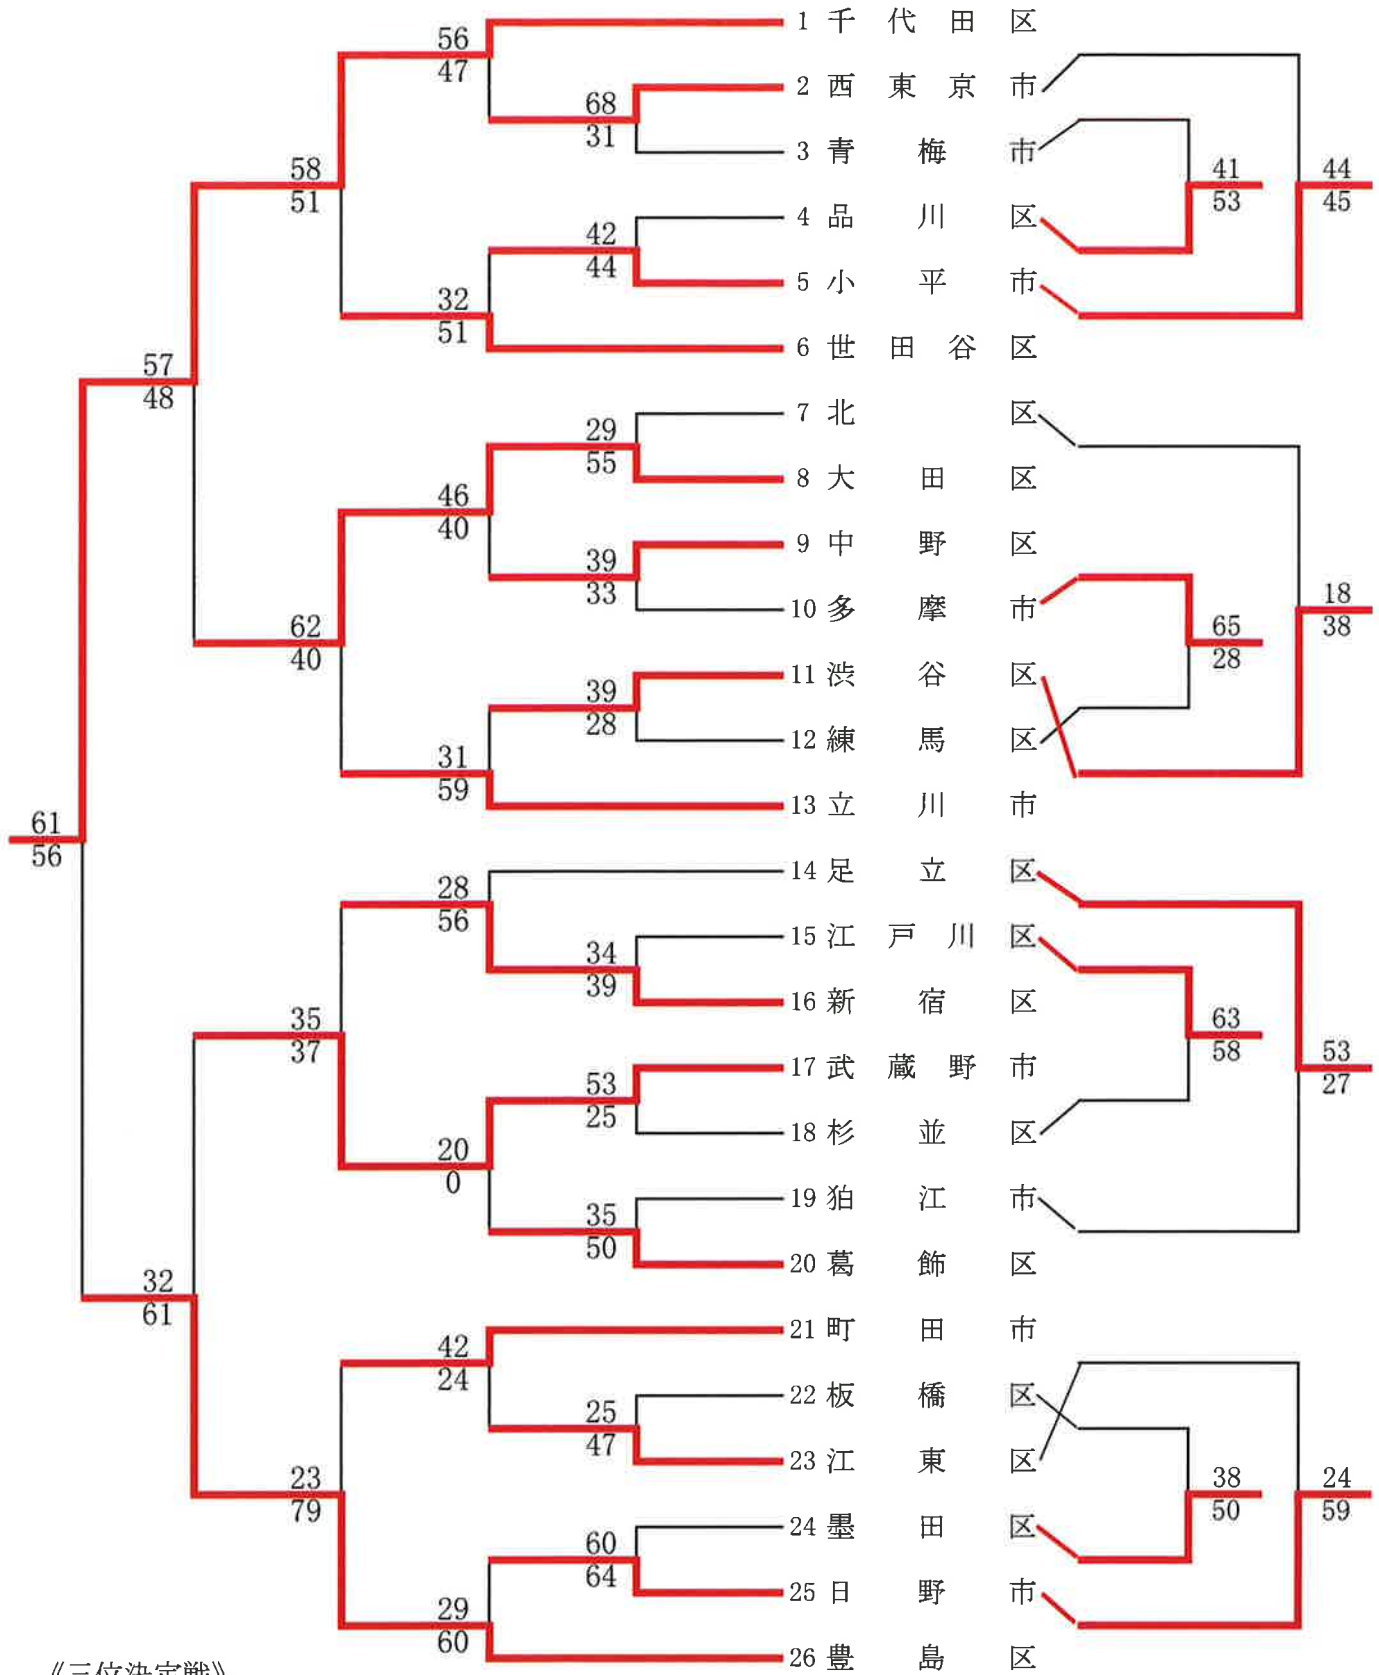 1 千代田区
56
47
2 西東京市
68
31
3 青梅市
58
51
41
53
44
45
4 品川区
42
44
5 小平市
32
51
6 世田谷区
57
48
7 北区
29
55
8 大田区
46
40
9 中野区
39
33
10 多摩市
18
38
62
40
65
28
11 渋谷区
39
28
12 練馬区
31
59
13 立川市
61
56
14 足立区
28
56
15 江戸川区
34
39
16 新宿区
35
37
63
58
53
27
17 武蔵野市
53
25
18 杉並区
20
0
19 狛江市
35
50
20 葛飾区
32
61
21 町田市
42
24
22 板橋区
25
47
23 江東区
23
79
38
50
24
59
24 墨田区
60
64
25 日野市
29
60
26 豊島区
《三位決定戦》